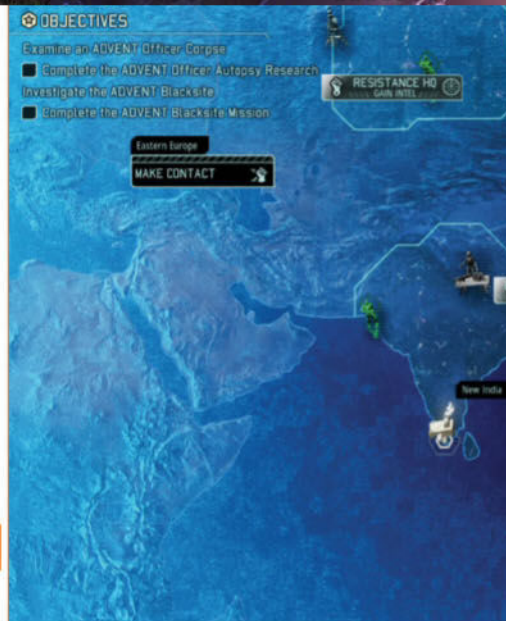 OBJECTIVES
Examine an ADVENT Officer Corpse
Complete the ADVENT Officer Autopsy Research
Investigate the ADVENT Blacksite
Complete the ADVENT Blacksite Mission
RESISTANCE HQ
GAIN INTEL
Eastern Europe
MAKE CONTACT
New India